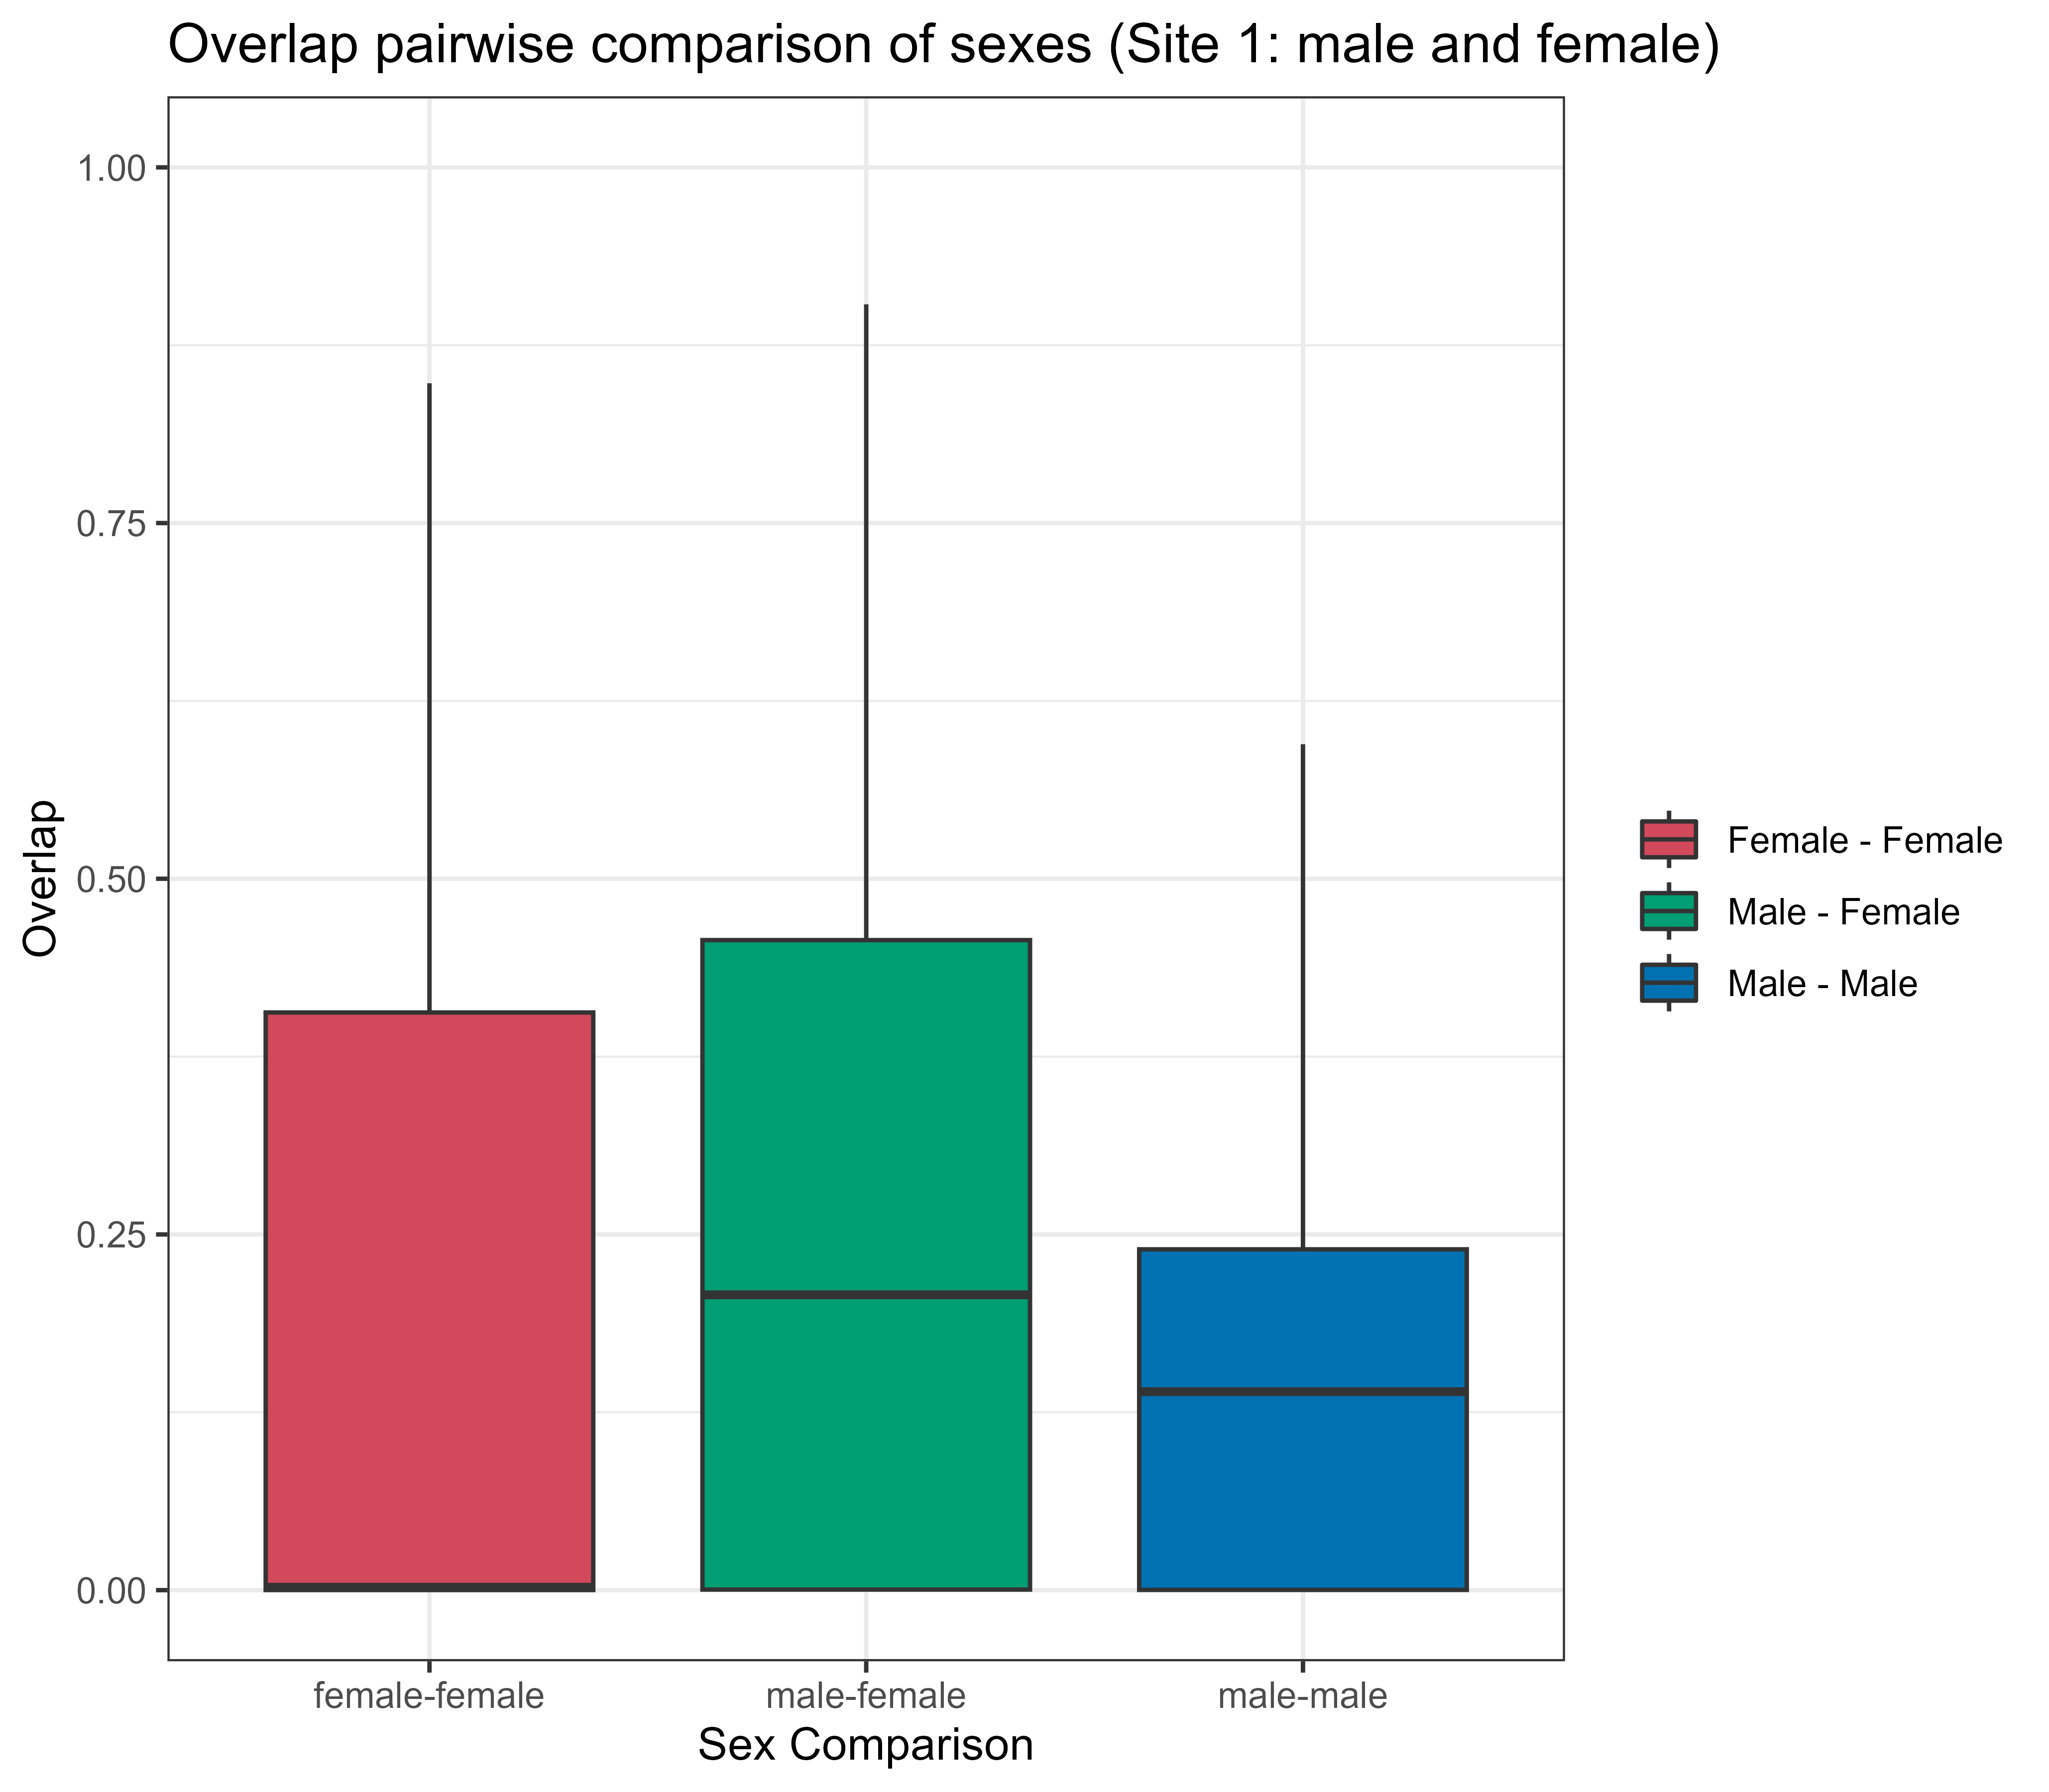 Overlap pairwise comparison of sexes (Site 1: male and female)
1.00
0.75
0.50
0.25
0.00
Overlap
female-female
male-female
male-male
Sex Comparison
Female - Female
Male - Female
Male - Male